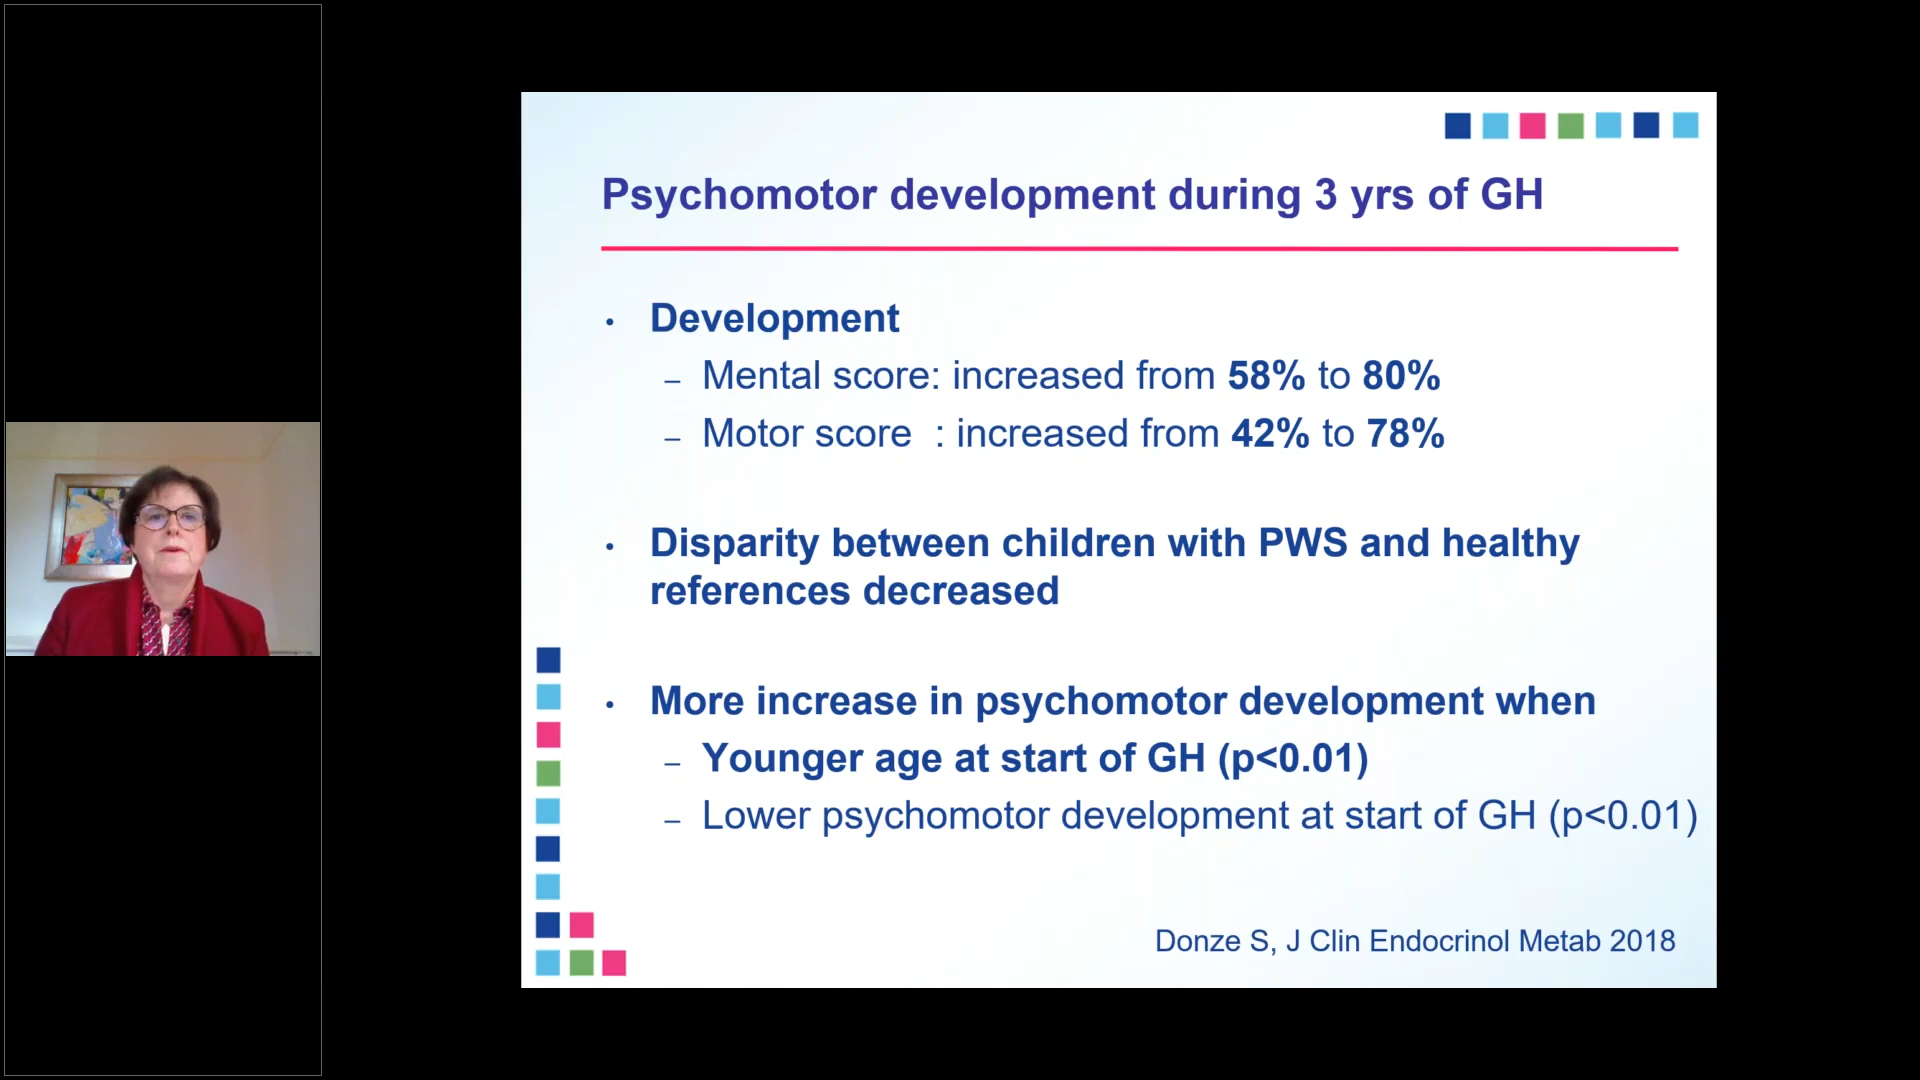 Psychomotor development during 3 yrs of GH
• Development
– Mental score: increased from 58% to 80%
– Motor score : increased from 42% to 78%
• Disparity between children with PWS and healthy
references decreased
• More increase in psychomotor development when
– Younger age at start of GH (p<0.01)
– Lower psychomotor development at start of GH (p<0.01)
Donze S, J Clin Endocrinol Metab 2018